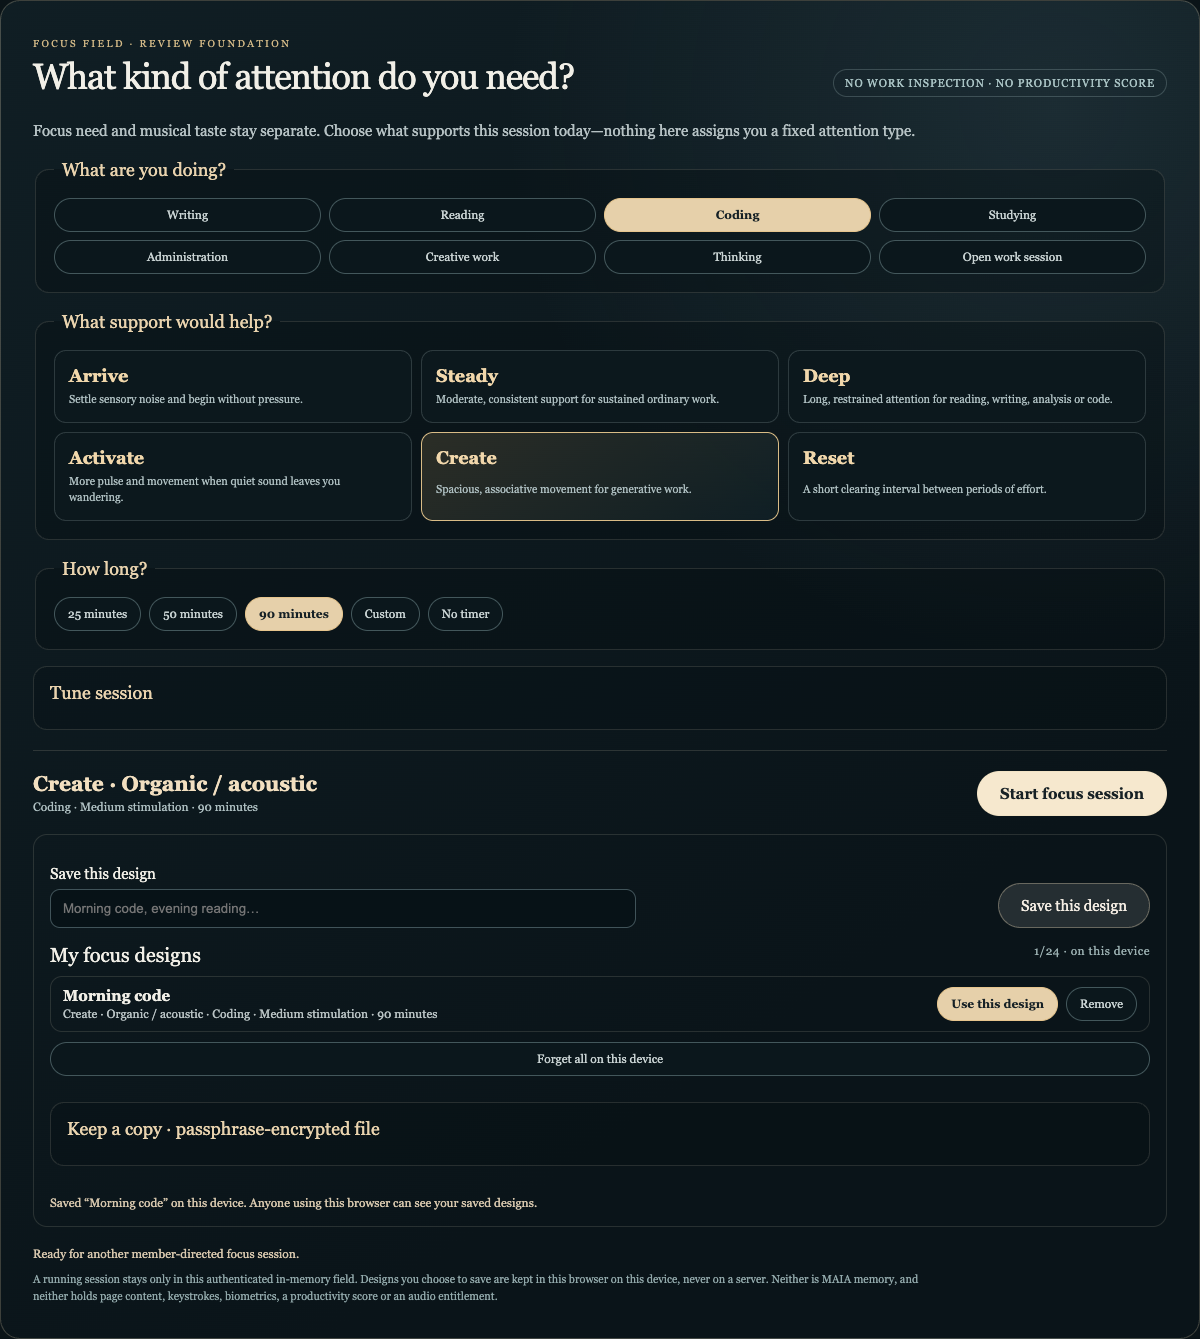 FOCUS FIELD · REVIEW FOUNDATION
What kind of attention do you need?
NO WORK INSPECTION · NO PRODUCTIVITY SCORE
Focus need and musical taste stay separate. Choose what supports this session today—nothing here assigns you a fixed attention type.
What are you doing?
Writing
Reading
Coding
Studying
Administration
Creative work
Thinking
Open work session
What support would help?
Arrive
Settle sensory noise and begin without pressure.
Steady
Moderate, consistent support for sustained ordinary work.
Deep
Long, restrained attention for reading, writing, analysis or code.
Activate
More pulse and movement when quiet sound leaves you
wandering.
Create
Spacious, associative movement for generative work.
Reset
A short clearing interval between periods of effort.
How long?
25 minutes
50 minutes
90 minutes
Custom
No timer
Tune session
Create · Organic / acoustic
Coding · Medium stimulation · 90 minutes
Start focus session
Save this design
Morning code, evening reading…
Save this design
My focus designs
1/24 · on this device
Morning code
Create · Organic / acoustic · Coding · Medium stimulation · 90 minutes
Use this design
Remove
Forget all on this device
Keep a copy · passphrase-encrypted file
Saved “Morning code” on this device. Anyone using this browser can see your saved designs.
Ready for another member-directed focus session.
A running session stays only in this authenticated in-memory field. Designs you choose to save are kept in this browser on this device, never on a server. Neither is MAIA memory, and
neither holds page content, keystrokes, biometrics, a productivity score or an audio entitlement.